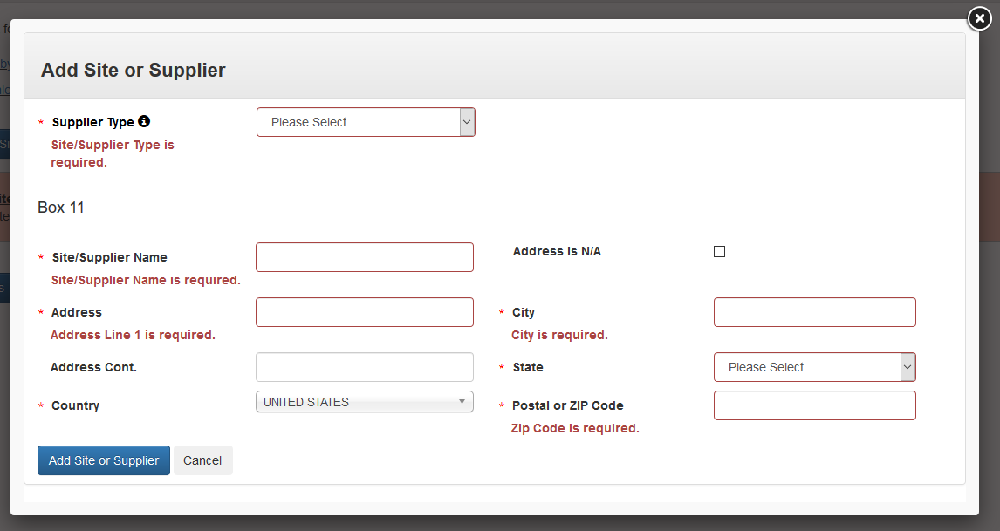 Add Site or Supplier
* Supplier Type
Please Select...
Site/Supplier Type is
required.
Box 11
* Site/Supplier Name
Address is N/A
Site/Supplier Name is required.
* Address
* City
Address Line 1 is required.
City is required.
Address Cont.
* State
Please Select...
* Country
UNITED STATES
* Postal or ZIP Code
Zip Code is required.
Add Site or Supplier
Cancel